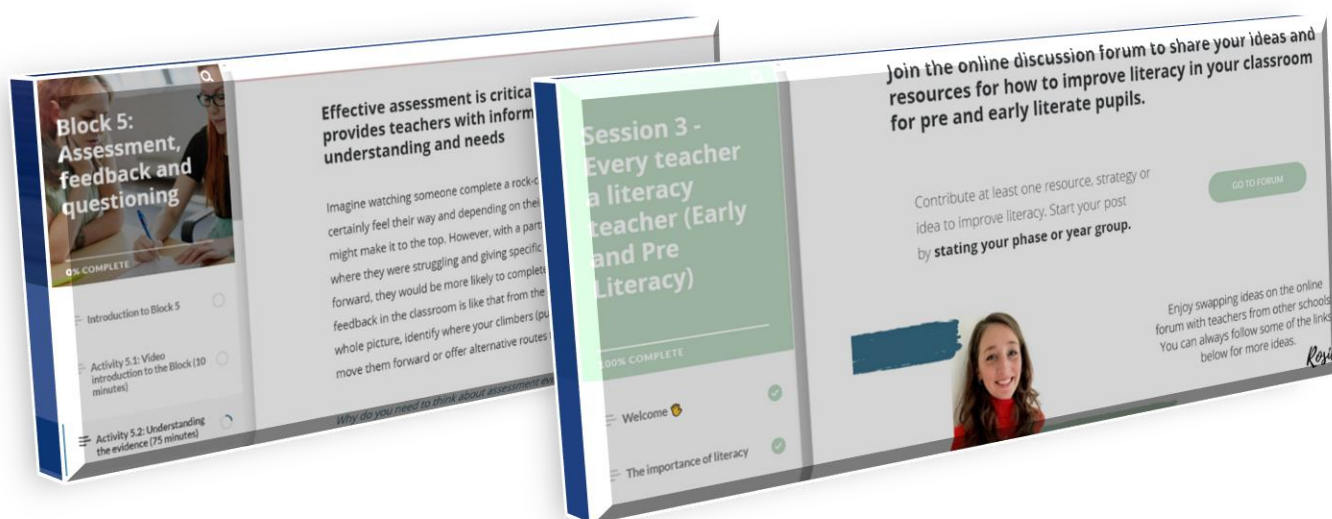 Block 5:
Assessment,
feedback and
questioning
0% COMPLETE
Introduction to Block 5
Activity 5.1: Video
introduction to the Block (10
minutes)
Activity 5.2: Understanding
the evidence (75 minutes)
Effective assessment is critica
provides teachers with inform
understanding and needs
Imagine watching someone complete a rock-c
certainly feel their way and depending on thei
might make it to the top. However, with a part
where they were struggling and giving specific
forward, they would be more likely to complete
feedback in the classroom is like that from the
whole picture, identify where your climbers (pu
move them forward or offer alternative routes t
Why do you need to think about assessment ev
Session 3 -
Every teacher
a literacy
teacher (Early
and Pre
Literacy)
100% COMPLETE
Welcome
The importance of literacy
Join the online discussion forum to share your ideas and
resources for how to improve literacy in your classroom
for pre and early literate pupils.
Contribute at least one resource, strategy or
idea to improve literacy. Start your post
by stating your phase or year group.
GO TO FORUM
Enjoy swapping ideas on the online
forum with teachers from other schools
You can always follow some of the links
below for more ideas.
Rosie